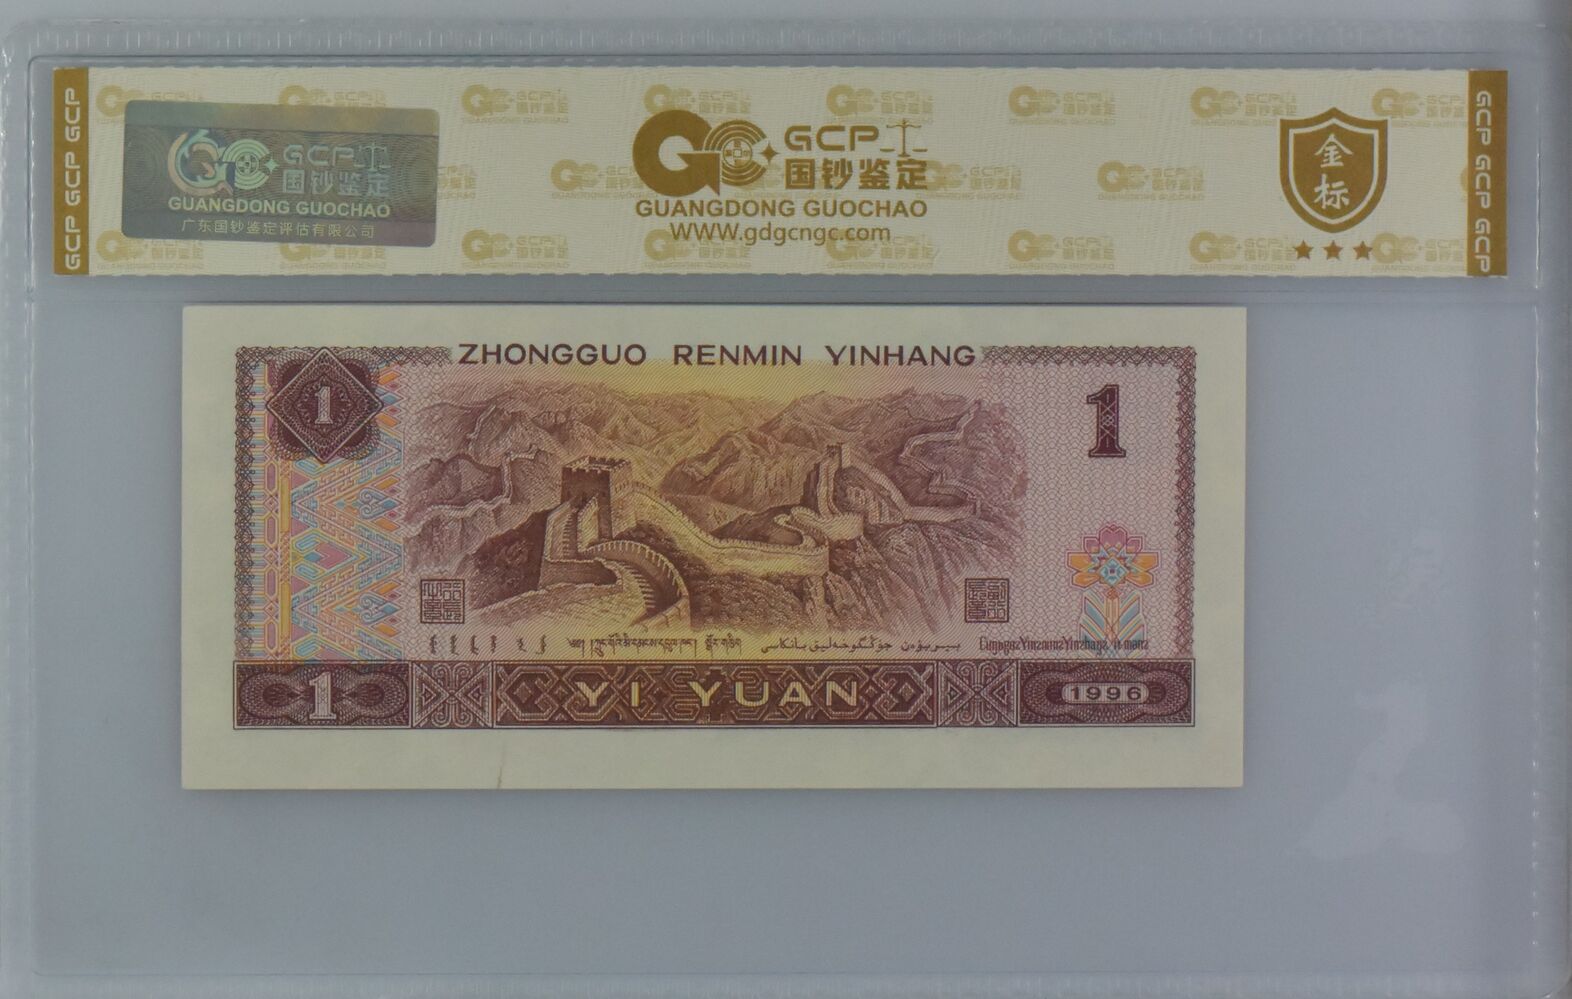 GCP GCP GCP
GCP
国钞鉴定
GUANGDONG GUOCHAO
广东国钞鉴定评估有限公司
GCP
国钞鉴定
GUANGDONG GUOCHAO
WWW.gdgcngc.com
金
标
GCP GCP GCP
ZHONGGUO RENMIN YINHANG
1
1
1
YI YUAN
1996